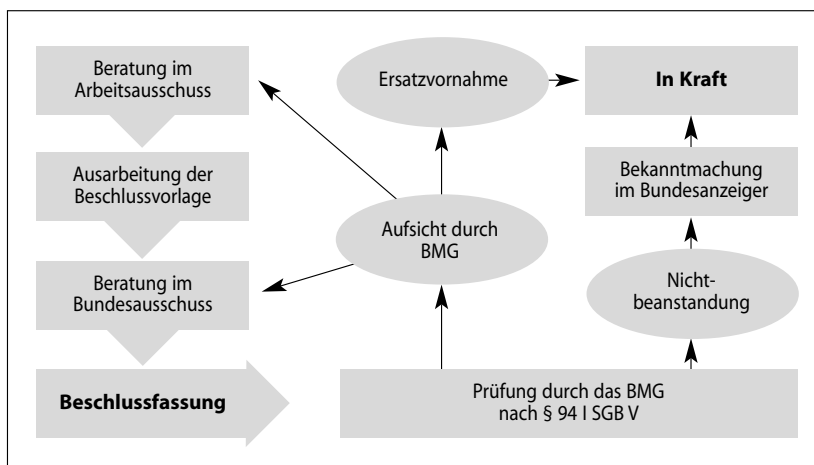 Beratung im
Arbeitsausschuss
Ausarbeitung der
Beschlussvorlage
Beratung im
Bundesausschuss
Beschlussfassung
Ersatzvornahme
Aufsicht durch
BMG
In Kraft
Bekanntmachung
im Bundesanzeiger
Nicht-
beanstandung
Prüfung durch das BMG
nach § 94 I SGB V